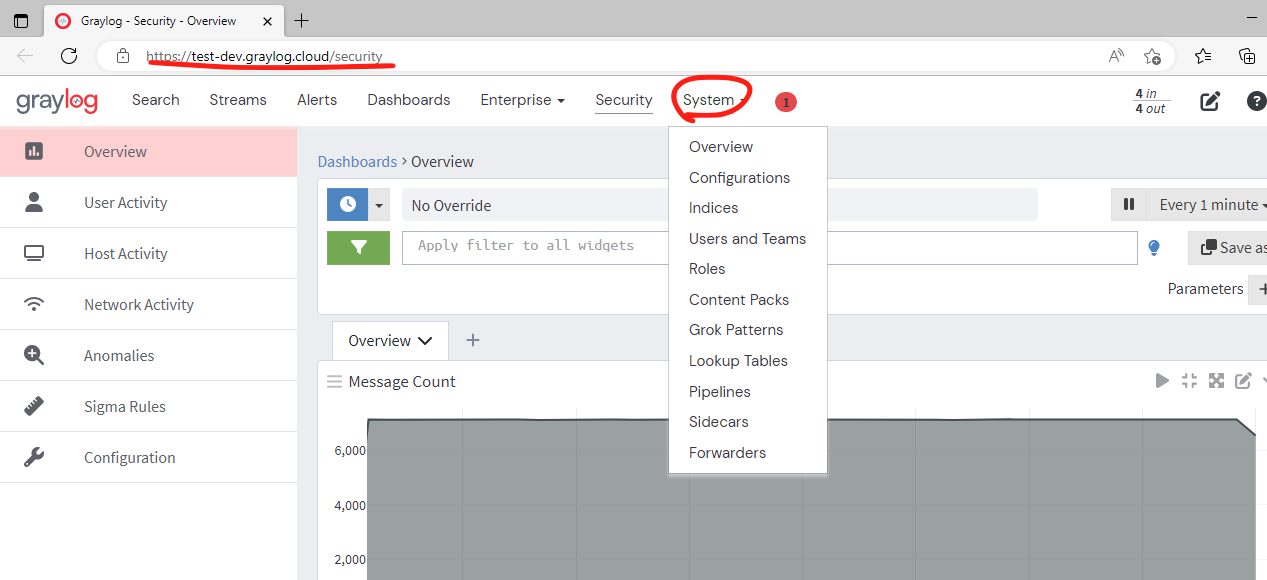 Graylog - Security - Overview
https://test-dev.graylog.cloud/security
graylog Search Streams Alerts Dashboards Enterprise Security System 1 4 in
4 out
Overview
User Activity
Host Activity
Network Activity
Anomalies
Sigma Rules
Configuration
Overview
Configurations
Indices
Users and Teams
Roles
Content Packs
Grok Patterns
Lookup Tables
Pipelines
Sidecars
Forwarders
Dashboards > Overview
No Override Every 1 minute
Apply filter to all widgets Save as
Parameters
Overview
Message Count
6,000
4,000
2,000